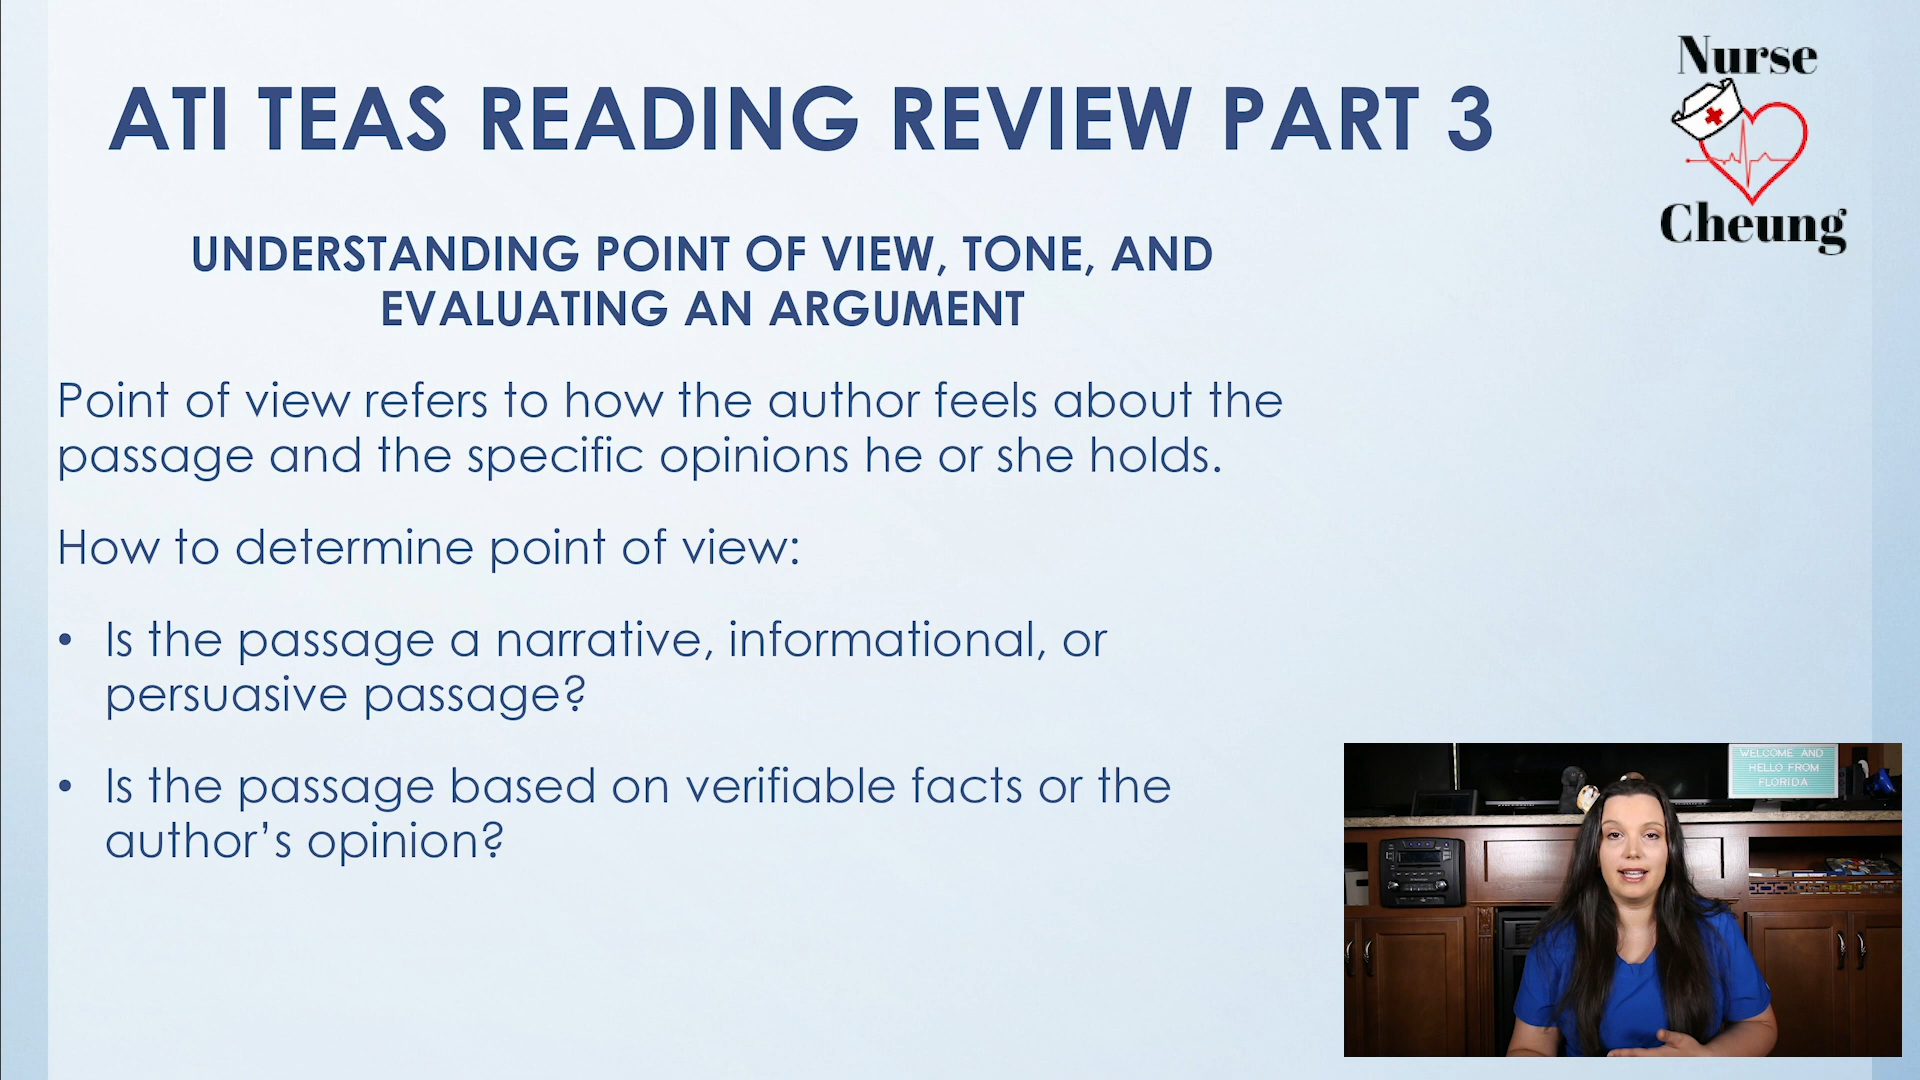 ATI TEAS READING REVIEW PART 3
Nurse
Cheung
UNDERSTANDING POINT OF VIEW, TONE, AND
EVALUATING AN ARGUMENT
Point of view refers to how the author feels about the
passage and the specific opinions he or she holds.
How to determine point of view:
• Is the passage a narrative, informational, or
persuasive passage?
• Is the passage based on verifiable facts or the
author’s opinion?
WELCOME AND
HELLO FROM
FLORIDA